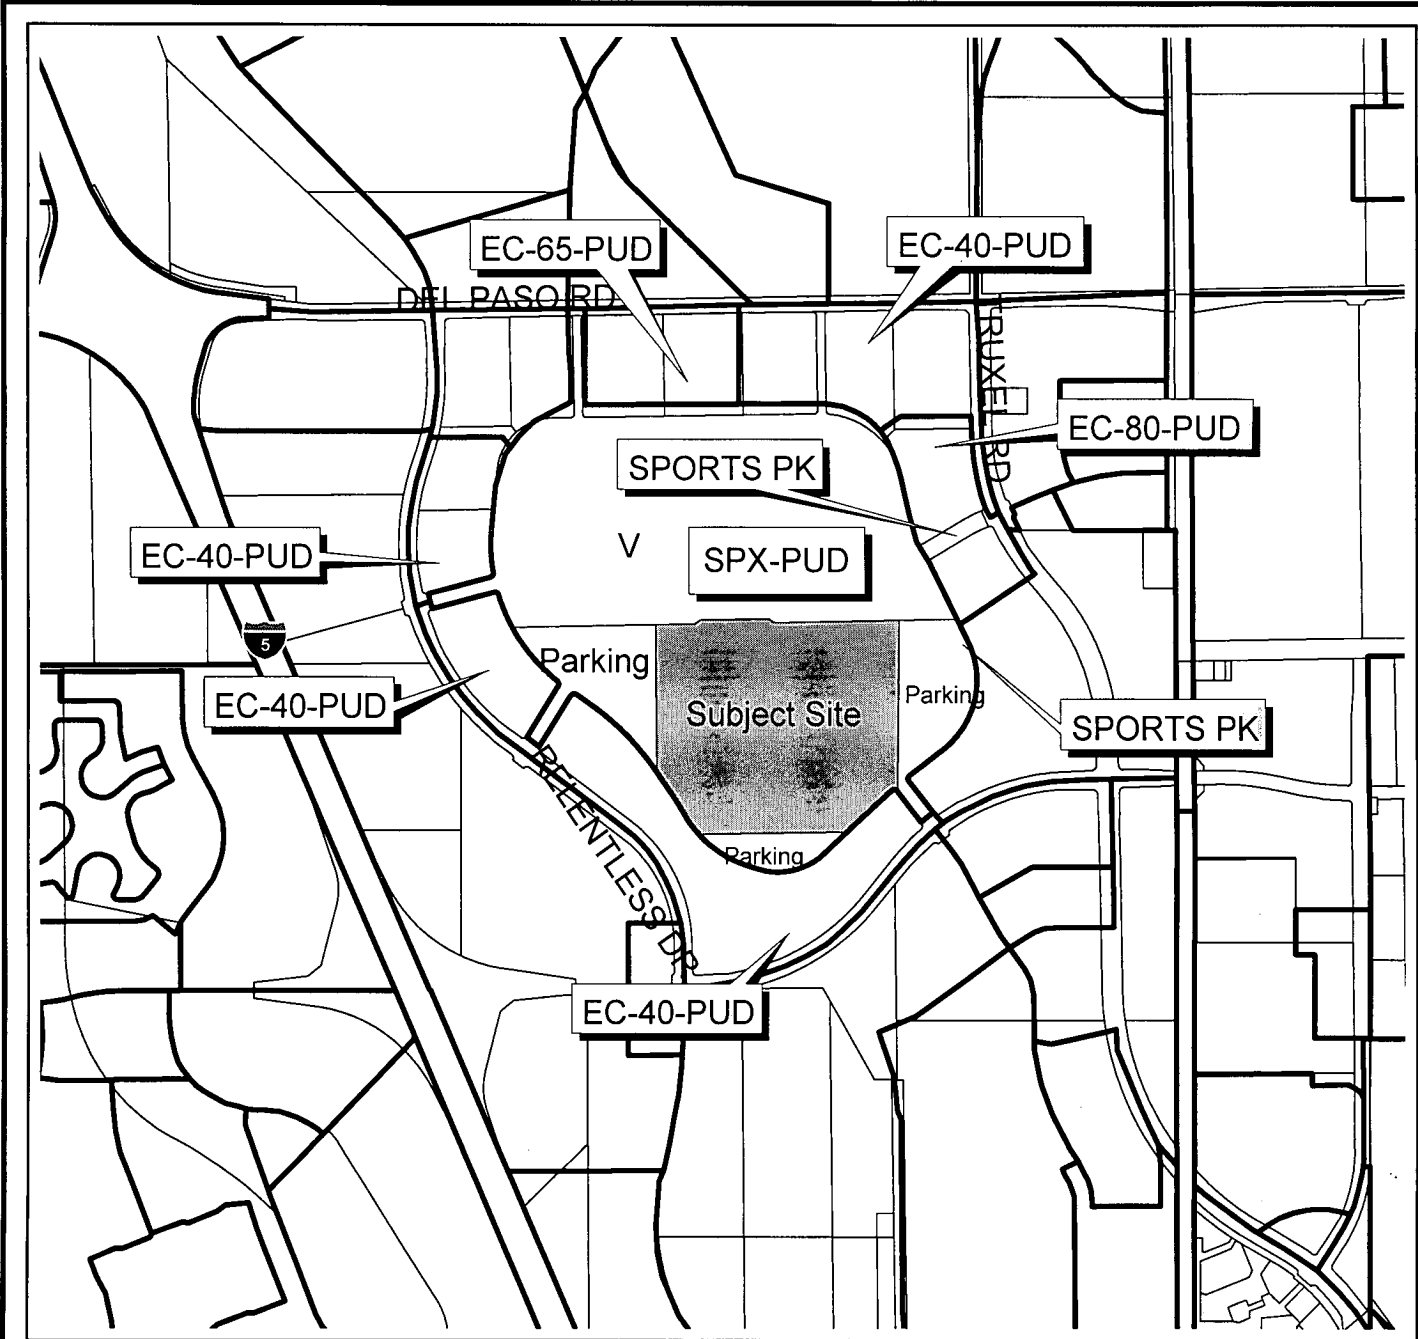 EC-65-PUD
EC-40-PUD
DEL PASO RD
TRUXEL RD
EC-80-PUD
SPORTS PK
EC-40-PUD
V
SPX-PUD
5
Parking
EC-40-PUD
Subject Site
Parking
SPORTS PK
RELENTLESS DR
Parking
EC-40-PUD